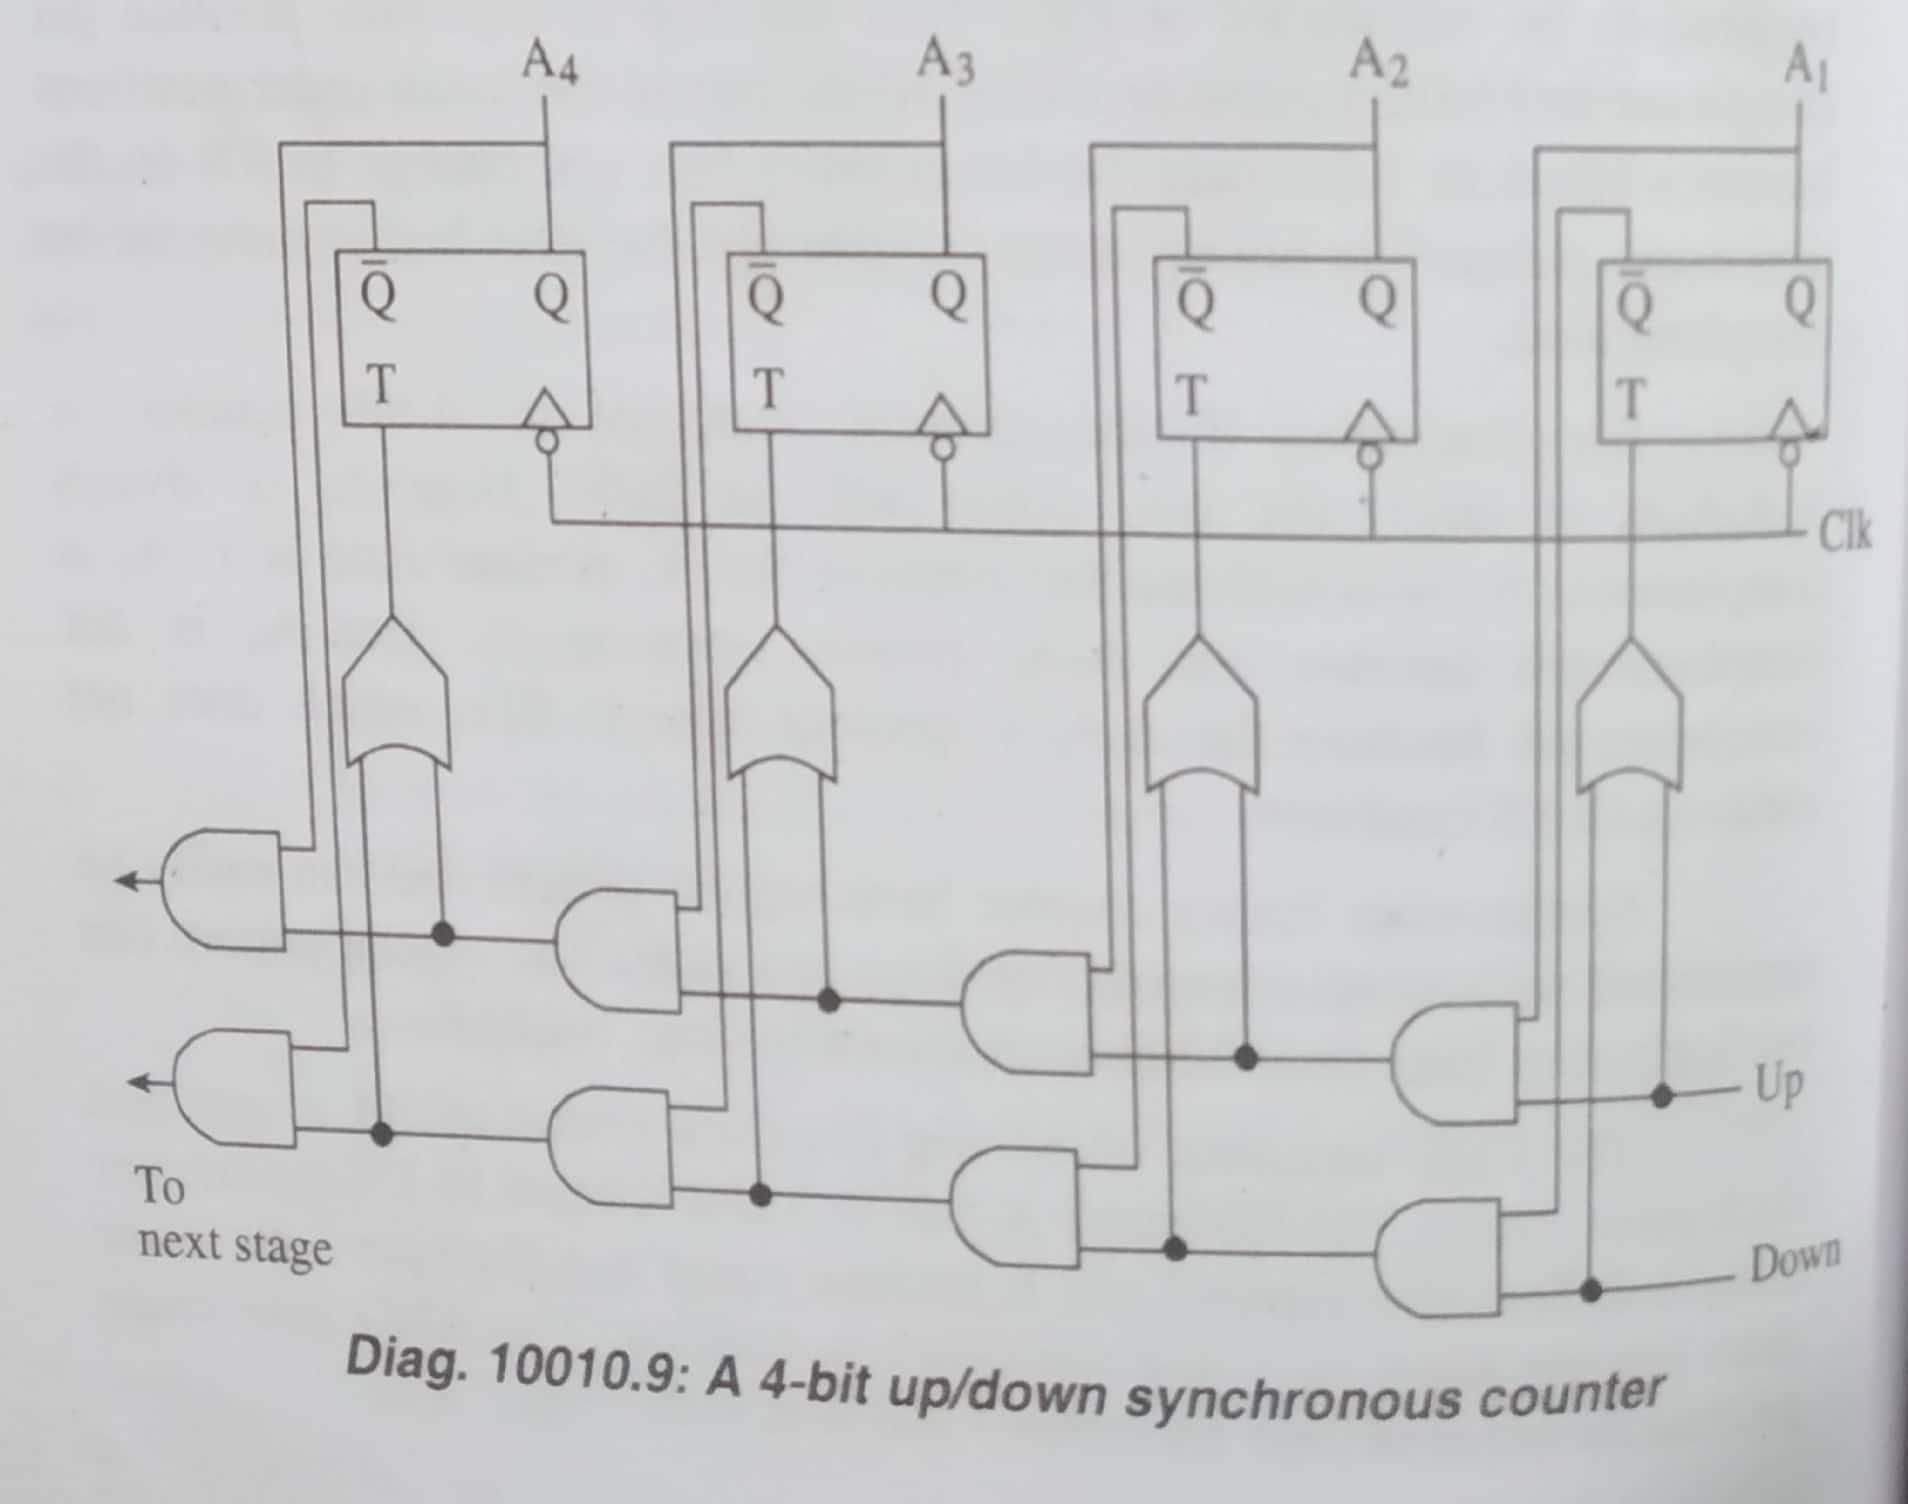 A4 A3 A2 A1
Q̅ Q Q̅ Q Q̅ Q Q̅ Q
T T T T
Clk
Up
Down
To
next stage
Diag. 10010.9: A 4-bit up/down synchronous counter